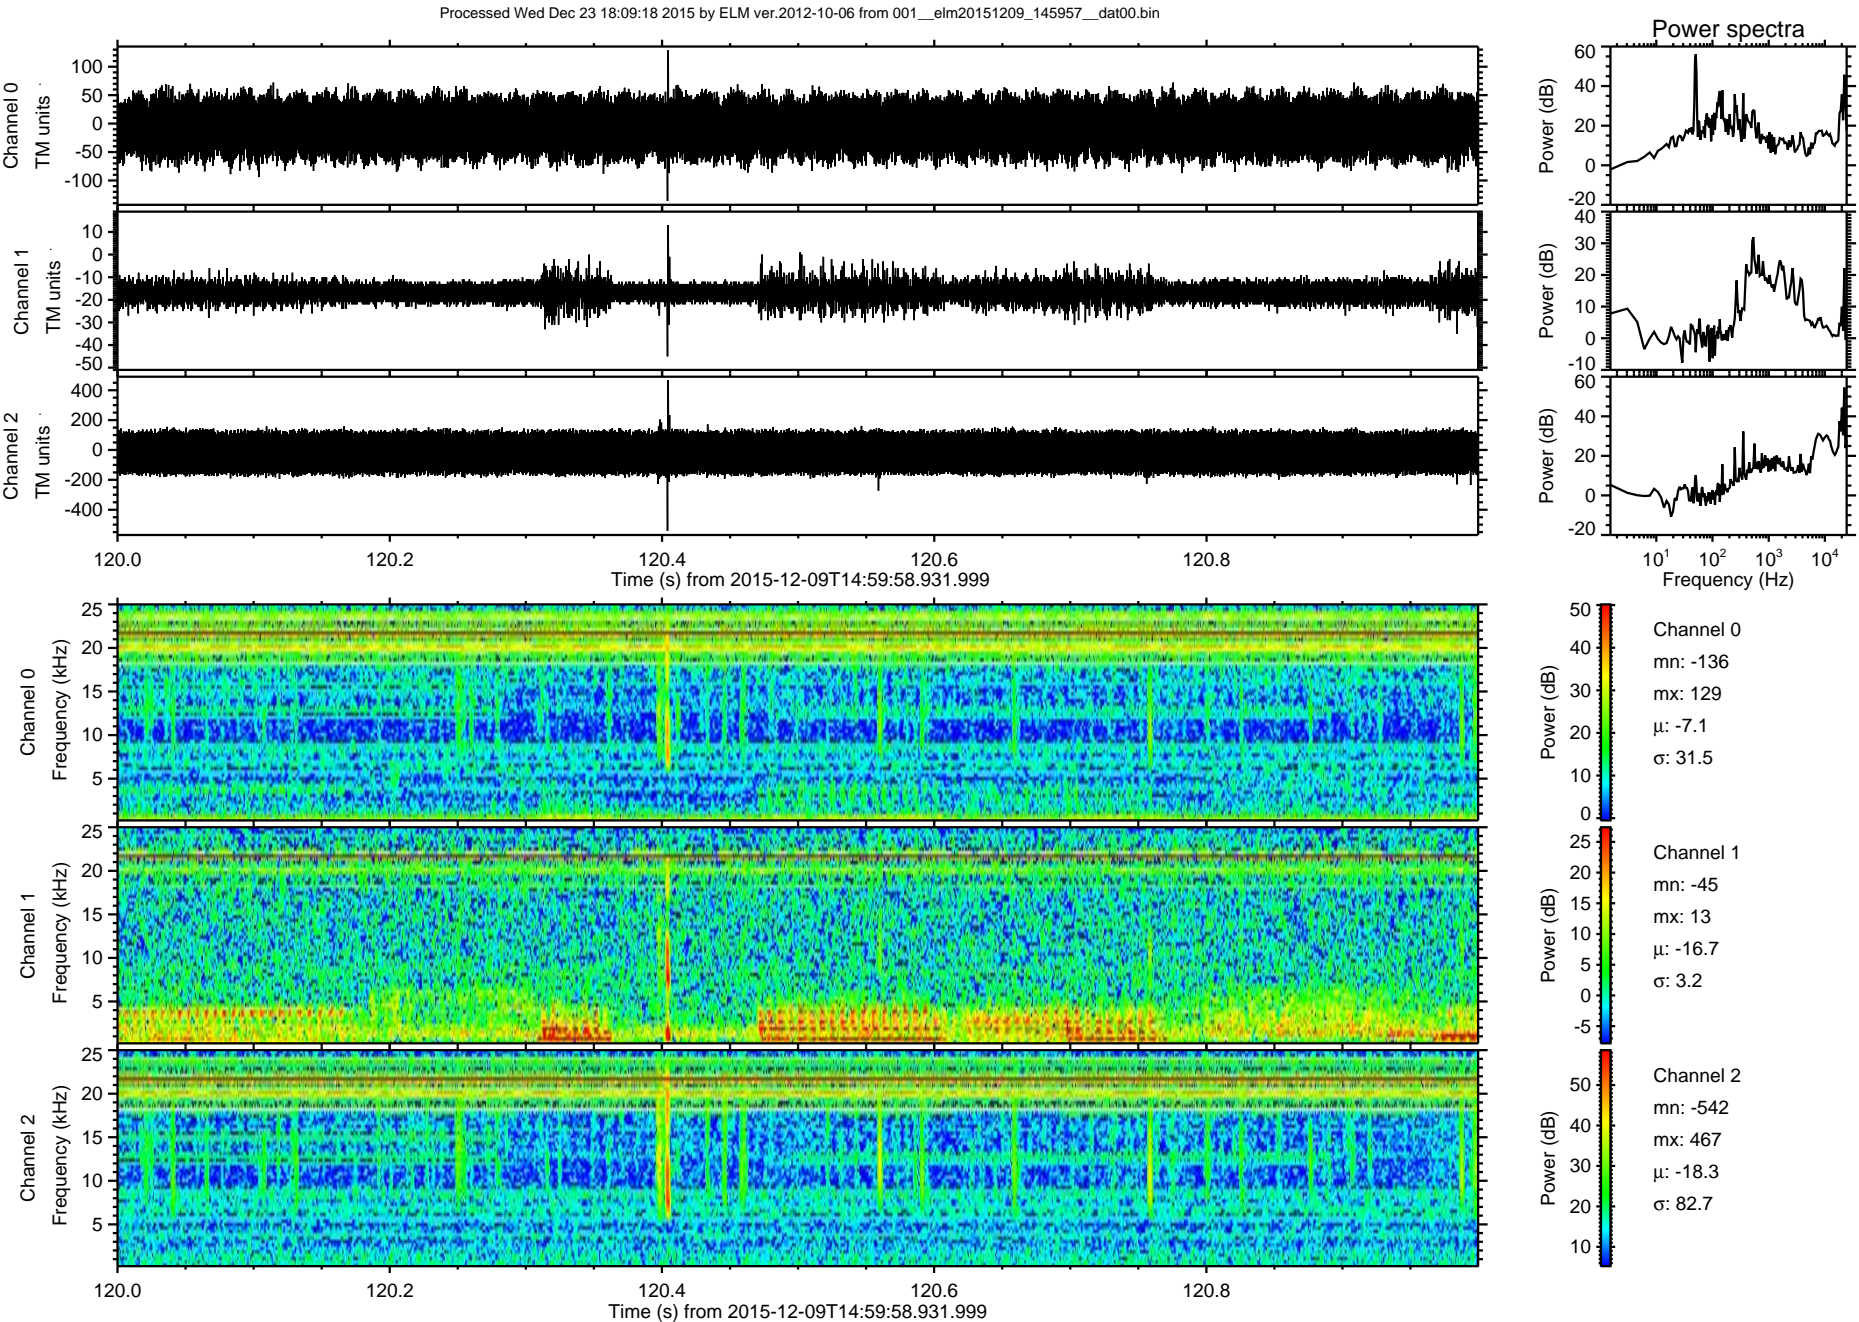 Processed Wed Dec 23 18:09:18 2015 by ELM ver.2012-10-06 from 001__elm20151209_145957__dat00.bin
Power spectra
Channel 0
TM units
100
50
0
-50
-100
Power (dB)
60
40
20
0
-20
Channel 1
TM units
10
0
-10
-20
-30
-40
-50
Power (dB)
40
30
20
10
0
-10
Channel 2
TM units
400
200
0
-200
-400
Power (dB)
60
40
20
0
-20
120.0 120.2 120.4 120.6 120.8
Time (s) from 2015-12-09T14:59:58.931.999
10^1 10^2 10^3 10^4
Frequency (Hz)
Channel 0
Frequency (kHz)
25
20
15
10
5
Power (dB)
50
40
30
20
10
0
Channel 0
mn: -136
mx: 129
µ: -7.1
σ: 31.5
Channel 1
Frequency (kHz)
25
20
15
10
5
Power (dB)
25
20
15
10
5
0
-5
Channel 1
mn: -45
mx: 13
µ: -16.7
σ: 3.2
Channel 2
Frequency (kHz)
25
20
15
10
5
Power (dB)
50
40
30
20
10
Channel 2
mn: -542
mx: 467
µ: -18.3
σ: 82.7
120.0 120.2 120.4 120.6 120.8
Time (s) from 2015-12-09T14:59:58.931.999